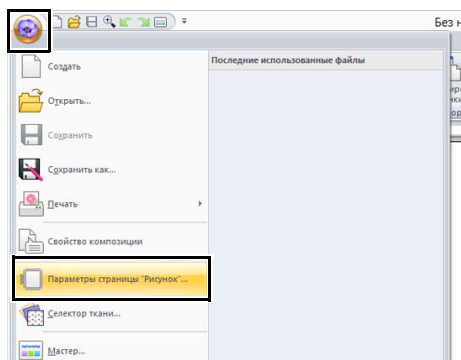 Без н
Создать
Последние использованные файлы
Открыть...
Сохранить
Сохранить как...
Печать
Свойство композиции
Параметры страницы "Рисунок"...
Селектор ткани...
Мастер...